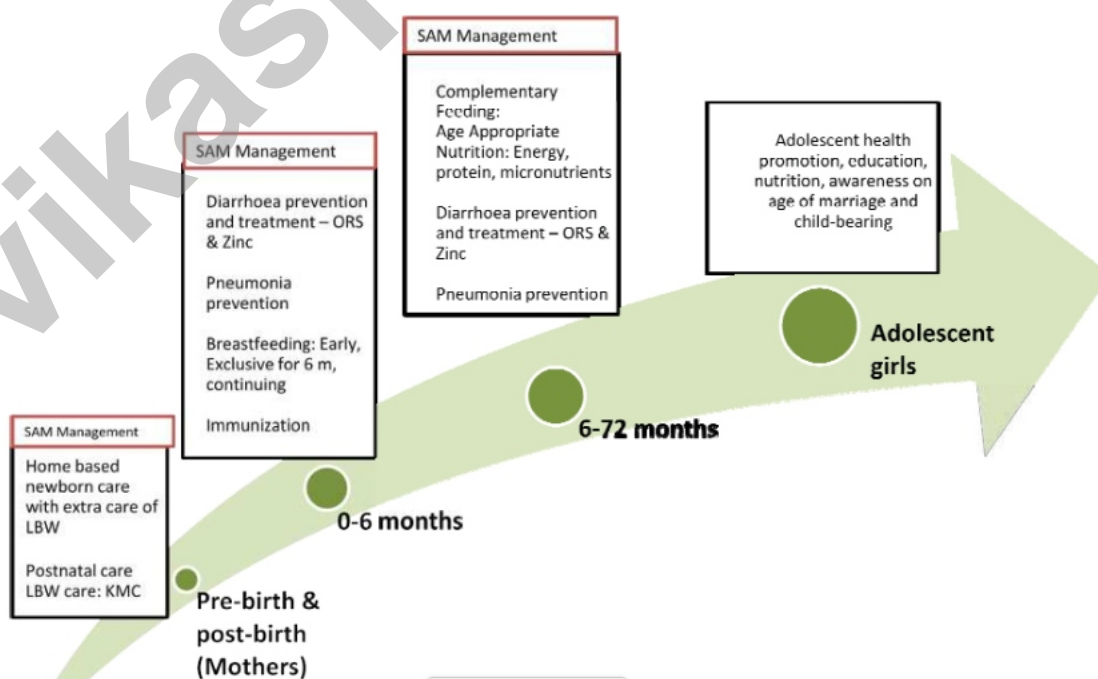 vikasp
SAM Management
Home based
newborn care
with extra care of
LBW
Postnatal care
LBW care: KMC
Pre-birth &
post-birth
(Mothers)
SAM Management
Diarrhoea prevention
and treatment – ORS
& Zinc
Pneumonia
prevention
Breastfeeding: Early,
Exclusive for 6 m,
continuing
Immunization
0-6 months
SAM Management
Complementary
Feeding:
Age Appropriate
Nutrition: Energy,
protein, micronutrients
Diarrhoea prevention
and treatment – ORS &
Zinc
Pneumonia prevention
6-72 months
Adolescent health
promotion, education,
nutrition, awareness on
age of marriage and
child-bearing
Adolescent
girls